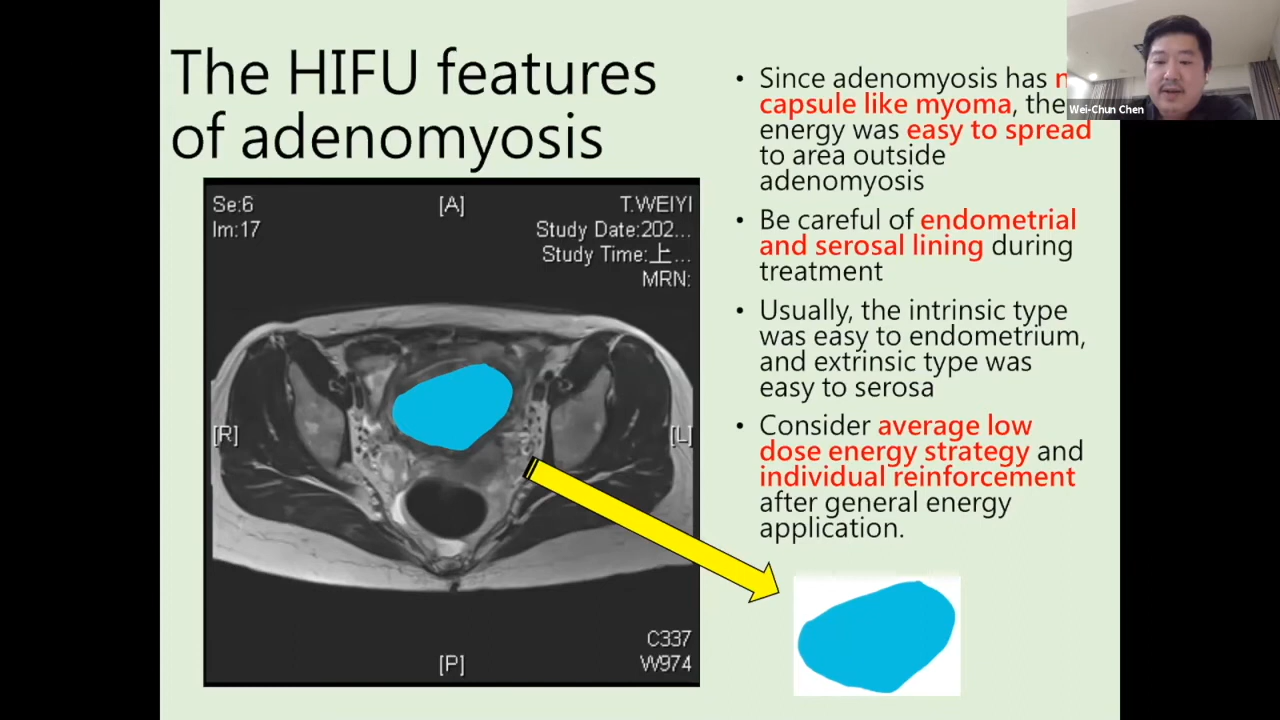 The HIFU features
of adenomyosis
Se:6
Im:17
[A]
T.WEIYI
Study Date:202...
Study Time:上...
MRN:
[R]
[L]
[P]
C337
W974
• Since adenomyosis has
capsule like myoma, the
energy was easy to spread
to area outside
adenomyosis
• Be careful of endometrial
and serosal lining during
treatment
• Usually, the intrinsic type
was easy to endometrium,
and extrinsic type was
easy to serosa
• Consider average low
dose energy strategy and
individual reinforcement
after general energy
application.
Wei-Chun Chen